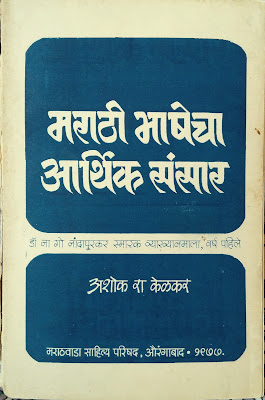 मराठी भाषेचा
आर्थिक संसार
डॉ ना गो नांदापुरकर स्मारक व्याख्यानमाला, वर्ष पहिले
अशोक रा केळकर
मराठवाडा साहित्य परिषद, औरंगाबाद • १९७७.